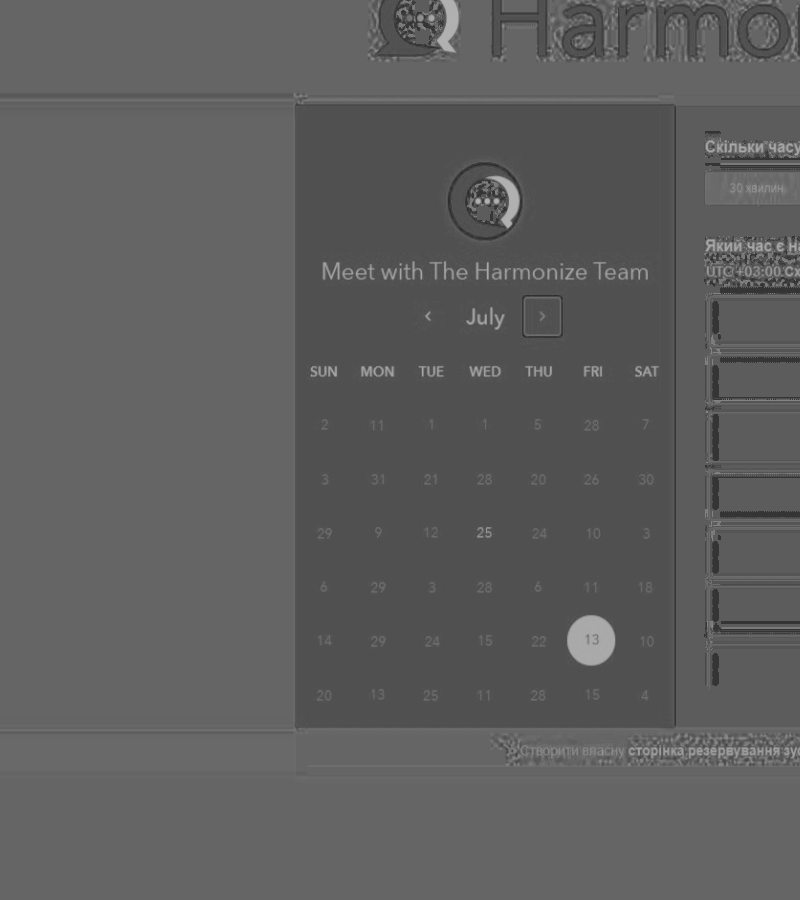 Harmo
Скільки часу
30 хвилин
Який час є на
UTC +03:00 Сх
Meet with The Harmonize Team
July
SUN MON TUE WED THU FRI SAT
2 11 1 1 5 28 7
3 31 21 28 20 26 30
29 9 12 25 24 10 3
6 29 3 28 6 11 18
14 29 24 15 22 13 10
20 13 25 11 28 15 4
Створити власну сторінка резервування зус